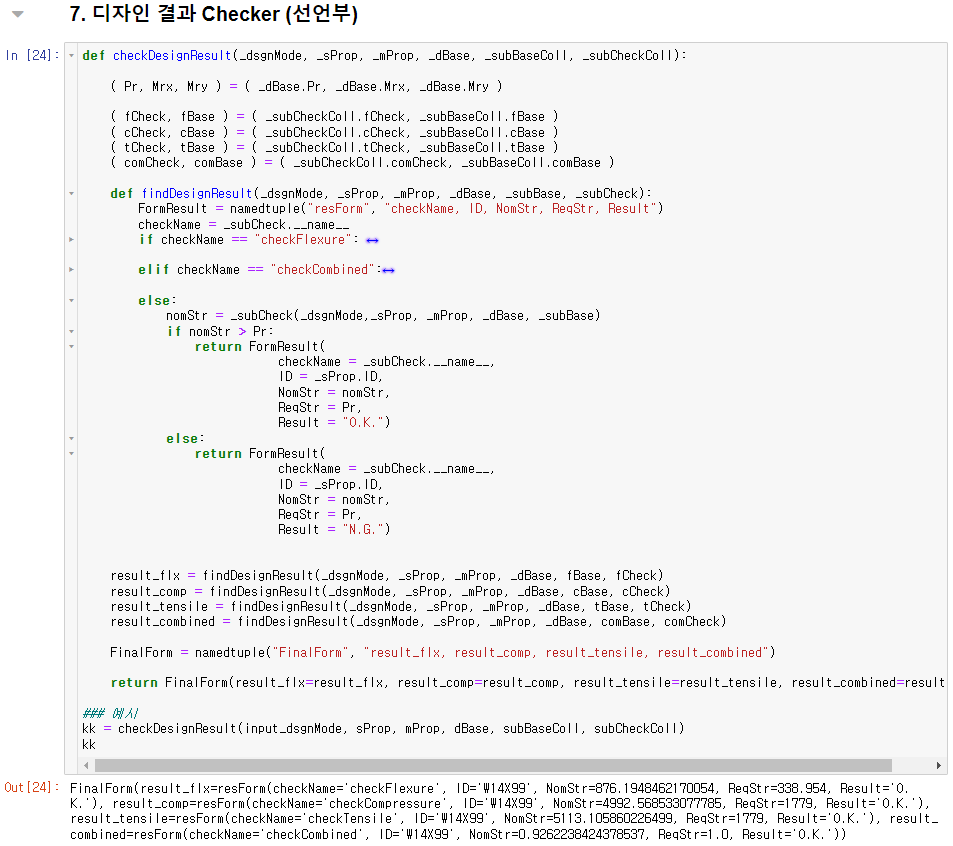 7. 디자인 결과 Checker (선언부)
In [24]:
def checkDesignResult(_dsgnMode, _sProp, _mProp, _dBase, _subBaseColl, _subCheckColl):
( Pr, Mrx, Mry ) = ( _dBase.Pr, _dBase.Mrx, _dBase.Mry )
( fCheck, fBase ) = ( _subCheckColl.fCheck, _subBaseColl.fBase )
( cCheck, cBase ) = ( _subCheckColl.cCheck, _subBaseColl.cBase )
( tCheck, tBase ) = ( _subCheckColl.tCheck, _subBaseColl.tBase )
( comCheck, comBase ) = ( _subCheckColl.comCheck, _subBaseColl.comBase )
def findDesignResult(_dsgnMode, _sProp, _mProp, _dBase, _subBase, _subCheck):
FormResult = namedtuple("resForm", "checkName, ID, NomStr, ReqStr, Result")
checkName = _subCheck.__name__
if checkName == "checkFlexure": ↔
elif checkName == "checkCombined":↔
else:
nomStr = _subCheck(_dsgnMode,_sProp, _mProp, _dBase, _subBase)
if nomStr > Pr:
return FormResult(
checkName = _subCheck.__name__,
ID = _sProp.ID,
NomStr = nomStr,
ReqStr = Pr,
Result = "O.K.")
else:
return FormResult(
checkName = _subCheck.__name__,
ID = _sProp.ID,
NomStr = nomStr,
ReqStr = Pr,
Result = "N.G.")
result_flx = findDesignResult(_dsgnMode, _sProp, _mProp, _dBase, fBase, fCheck)
result_comp = findDesignResult(_dsgnMode, _sProp, _mProp, _dBase, cBase, cCheck)
result_tensile = findDesignResult(_dsgnMode, _sProp, _mProp, _dBase, tBase, tCheck)
result_combined = findDesignResult(_dsgnMode, _sProp, _mProp, _dBase, comBase, comCheck)
FinalForm = namedtuple("FinalForm", "result_flx, result_comp, result_tensile, result_combined")
return FinalForm(result_flx=result_flx, result_comp=result_comp, result_tensile=result_tensile, result_combined=result
### 예시
kk = checkDesignResult(input_dsgnMode, sProp, mProp, dBase, subBaseColl, subCheckColl)
kk
Out[24]:
FinalForm(result_flx=resForm(checkName='checkFlexure', ID='W14X99', NomStr=876.1948462170054, ReqStr=338.954, Result='O.
K.'), result_comp=resForm(checkName='checkCompressure', ID='W14X99', NomStr=4992.568533077785, ReqStr=1779, Result='O.K.'),
result_tensile=resForm(checkName='checkTensile', ID='W14X99', NomStr=5113.105860226499, ReqStr=1779, Result='O.K.'), result_
combined=resForm(checkName='checkCombined', ID='W14X99', NomStr=0.9262238424378537, ReqStr=1.0, Result='O.K.'))